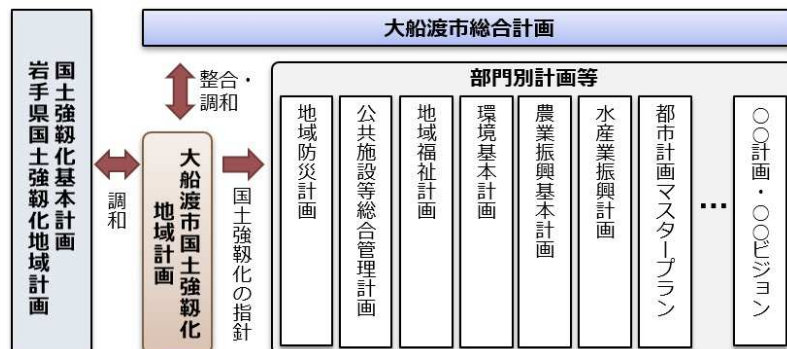 大船渡市総合計画
国土強靱化基本計画
岩手県国土強靱化地域計画
整合・
調和
調和
大船渡市国土強靱化
地域計画
国土強靱化の指針
部門別計画等
地域防災計画
公共施設等総合管理計画
地域福祉計画
環境基本計画
農業振興基本計画
水産業振興計画
都市計画マスタープラン
…
○○計画・○○ビジョン